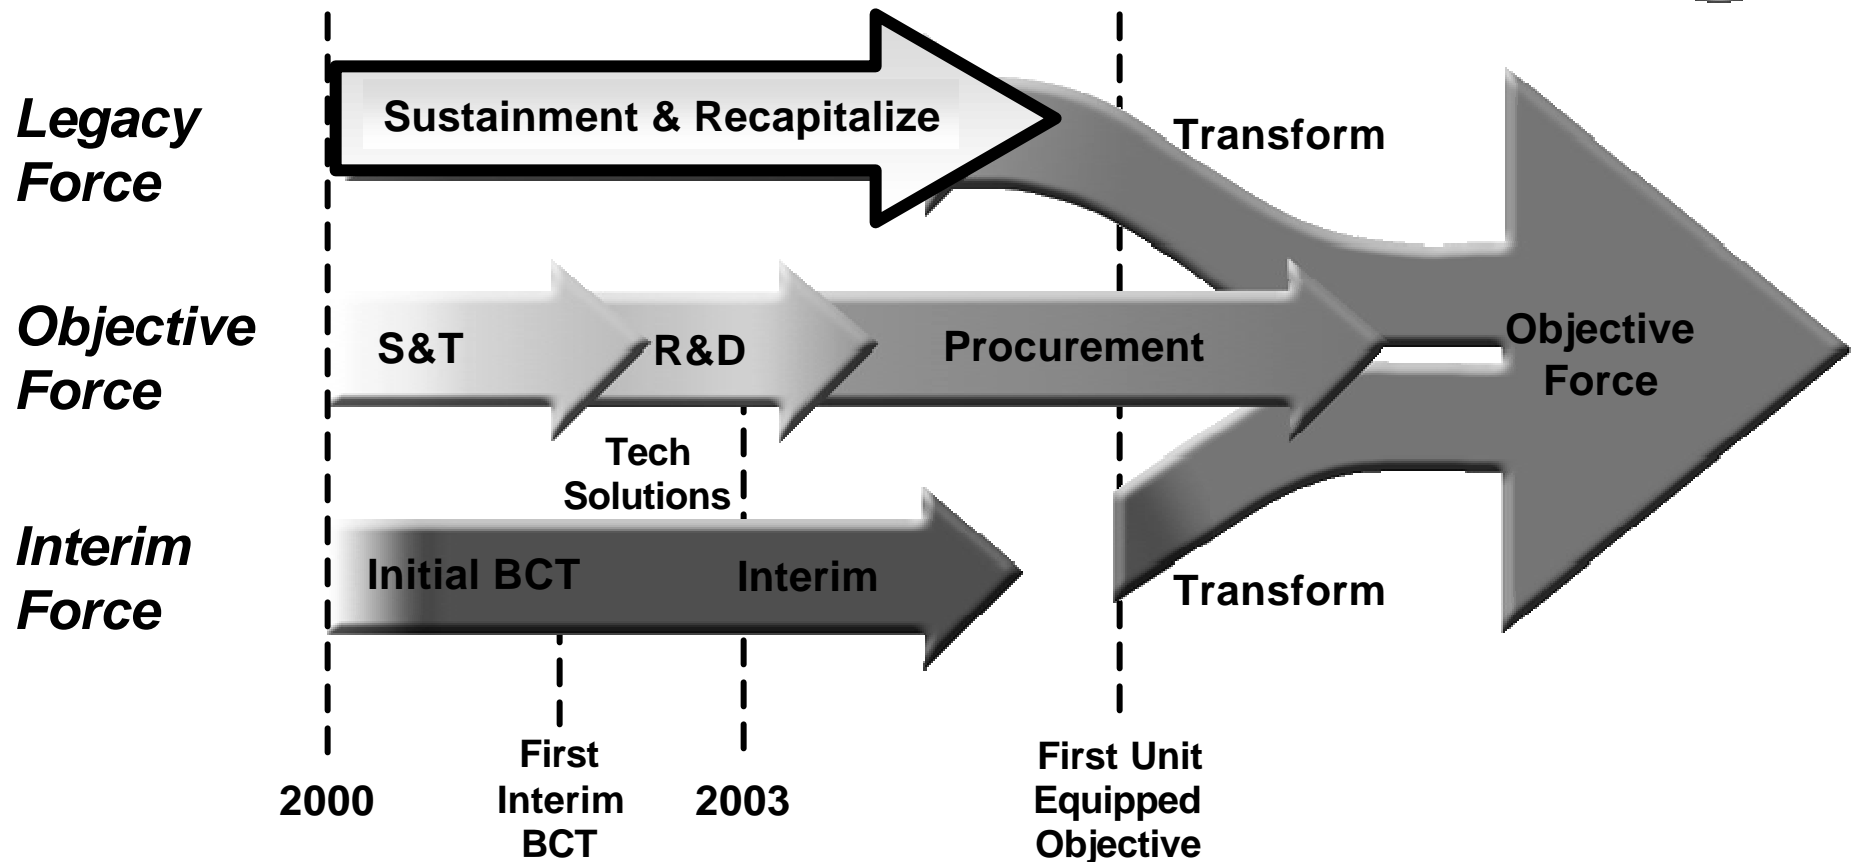 Legacy
Force
Sustainment & Recapitalize
Transform
Objective
Force
S&T
R&D
Procurement
Objective
Force
Tech
Solutions
Interim
Force
Initial BCT
Interim
Transform
2000
First
Interim
BCT
2003
First Unit
Equipped
Objective